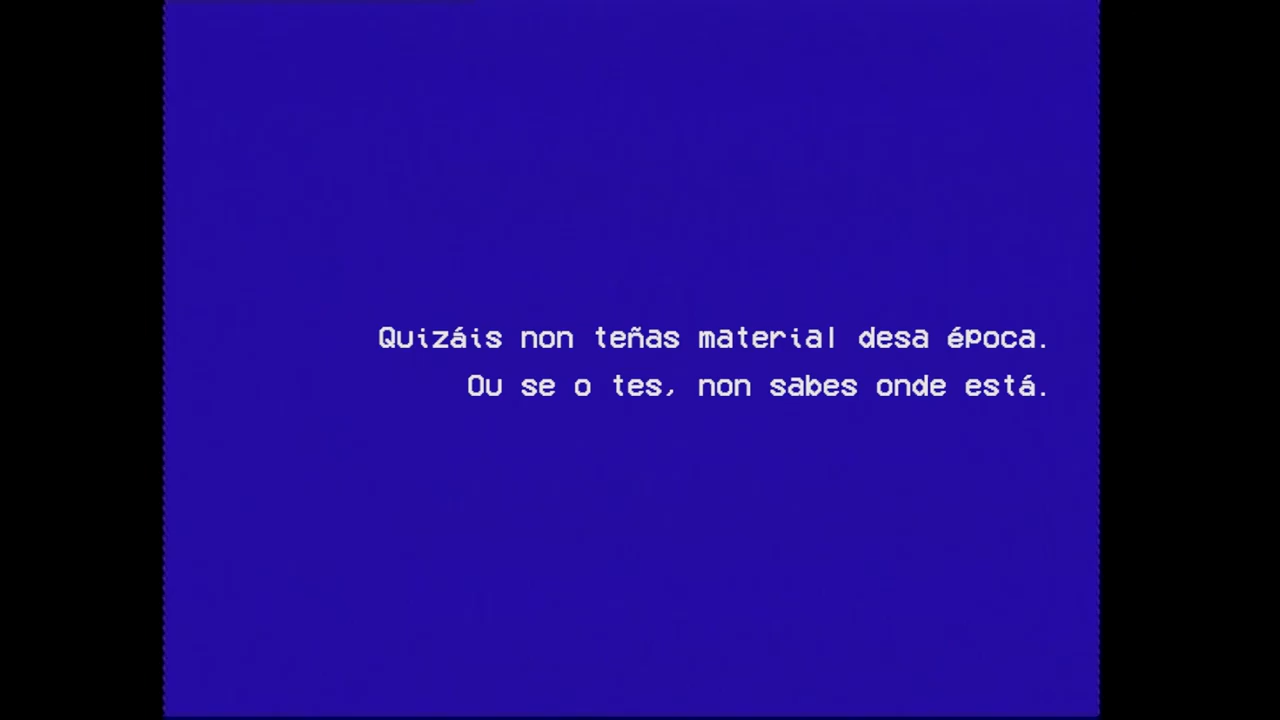 Quizáis non teñas material desa época.
Ou se o tes, non sabes onde está.